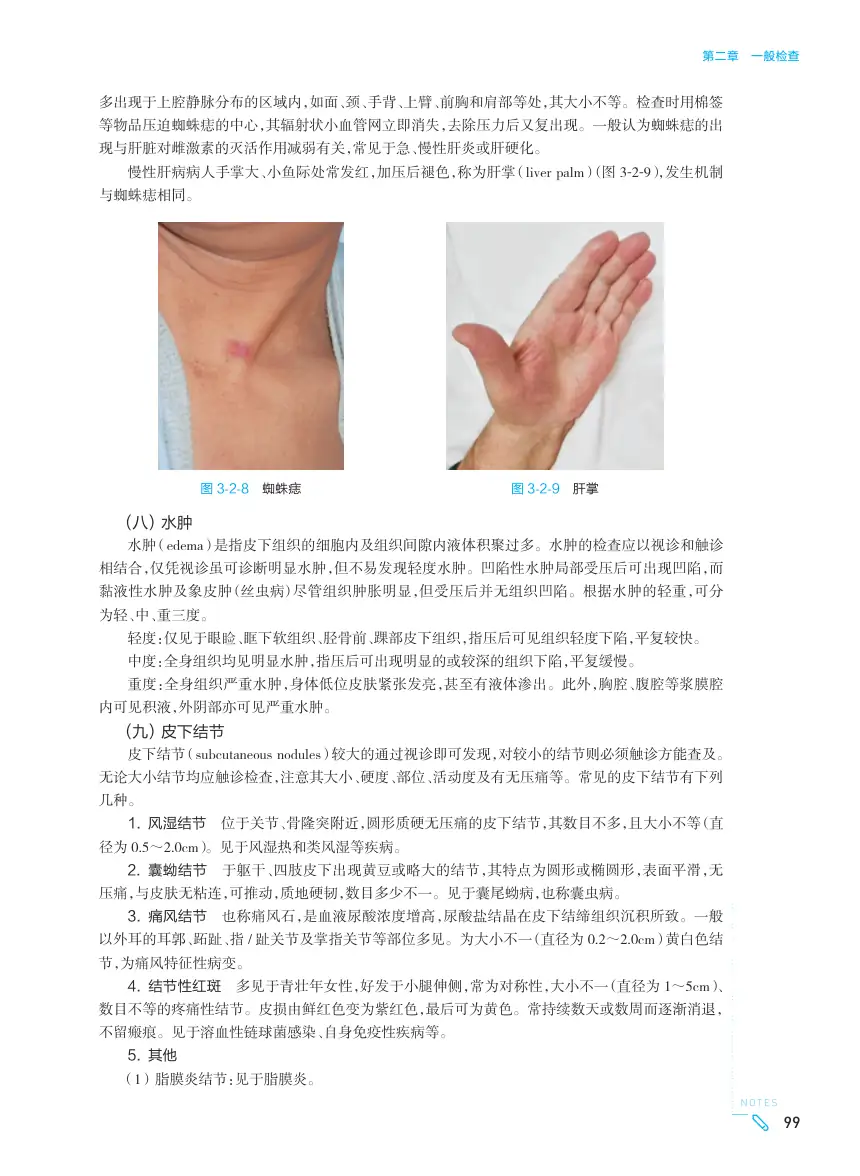 第二章 一般检查
多出现于上腔静脉分布的区域内,如面、颈、手背、上臂、前胸和肩部等处,其大小不等。检查时用棉签
等物品压迫蜘蛛痣的中心,其辐射状小血管网立即消失,去除压力后又复出现。一般认为蜘蛛痣的出
现与肝脏对雌激素的灭活作用减弱有关,常见于急、慢性肝炎或肝硬化。
慢性肝病病人手掌大、小鱼际处常发红,加压后褪色,称为肝掌(liver palm)(图 3-2-9),发生机制
与蜘蛛痣相同。
图 3-2-8 蜘蛛痣
图 3-2-9 肝掌
(八)水肿
水肿(edema)是指皮下组织的细胞内及组织间隙内液体积聚过多。水肿的检查应以视诊和触诊
相结合,仅凭视诊虽可诊断明显水肿,但不易发现轻度水肿。凹陷性水肿局部受压后可出现凹陷,而
黏液性水肿及象皮肿(丝虫病)尽管组织肿胀明显,但受压后并无组织凹陷。根据水肿的轻重,可分
为轻、中、重三度。
轻度:仅见于眼睑、眶下软组织、胫骨前、踝部皮下组织,指压后可见组织轻度下陷,平复较快。
中度:全身组织均见明显水肿,指压后可出现明显的或较深的组织下陷,平复缓慢。
重度:全身组织严重水肿,身体低位皮肤紧张发亮,甚至有液体渗出。此外,胸腔、腹腔等浆膜腔
内可见积液,外阴部亦可见严重水肿。
(九)皮下结节
皮下结节(subcutaneous nodules)较大的通过视诊即可发现,对较小的结节则必须触诊方能查及。
无论大小结节均应触诊检查,注意其大小、硬度、部位、活动度及有无压痛等。常见的皮下结节有下列
几种。
1. 风湿结节 位于关节、骨隆突附近,圆形质硬无压痛的皮下结节,其数目不多,且大小不等(直
径为 0.5～2.0cm)。见于风湿热和类风湿等疾病。
2. 囊蚴结节 于躯干、四肢皮下出现黄豆或略大的结节,其特点为圆形或椭圆形,表面平滑,无
压痛,与皮肤无粘连,可推动,质地硬韧,数目多少不一。见于囊尾蚴病,也称囊虫病。
3. 痛风结节 也称痛风石,是血液尿酸浓度增高,尿酸盐结晶在皮下结缔组织沉积所致。一般
以外耳的耳郭、跖趾、指/趾关节及掌指关节等部位多见。为大小不一(直径为 0.2～2.0cm)黄白色结
节,为痛风特征性病变。
4. 结节性红斑 多见于青壮年女性,好发于小腿伸侧,常为对称性,大小不一(直径为 1～5cm)、
数目不等的疼痛性结节。皮损由鲜红色变为紫红色,最后可为黄色。常持续数天或数周而逐渐消退,
不留瘢痕。见于溶血性链球菌感染、自身免疫性疾病等。
5. 其他
(1)脂膜炎结节:见于脂膜炎。
NOTES
99